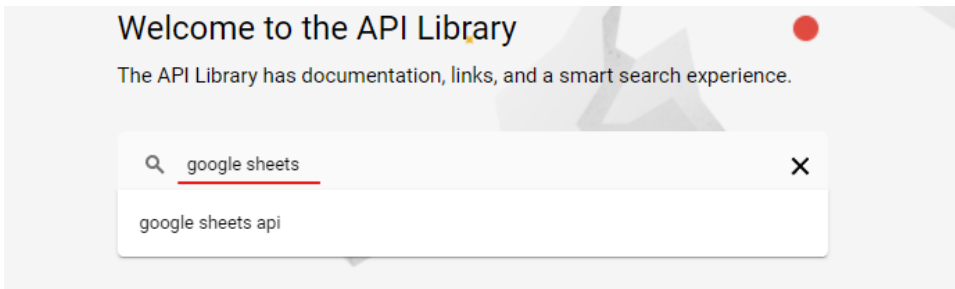 Welcome to the API Library
The API Library has documentation, links, and a smart search experience.
google sheets
google sheets api